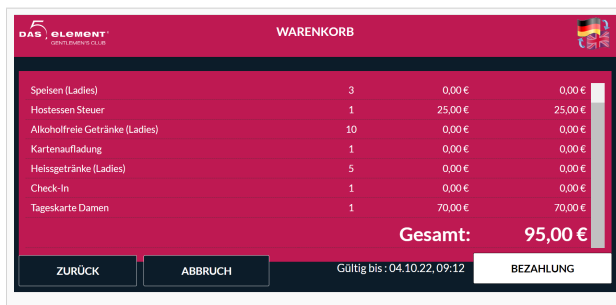 DAS 5. ELEMENT
GENTLEMEN'S CLUB
WARENKORB
Speisen (Ladies) 3 0,00 € 0,00 €
Hostessen Steuer 1 25,00 € 25,00 €
Alkoholfreie Getränke (Ladies) 10 0,00 € 0,00 €
Kartenaufladung 1 0,00 € 0,00 €
Heissgetränke (Ladies) 5 0,00 € 0,00 €
Check-In 1 0,00 € 0,00 €
Tageskarte Damen 1 70,00 € 70,00 €
Gesamt: 95,00 €
ZURÜCK ABBRUCH Gültig bis : 04.10.22, 09:12 BEZAHLUNG